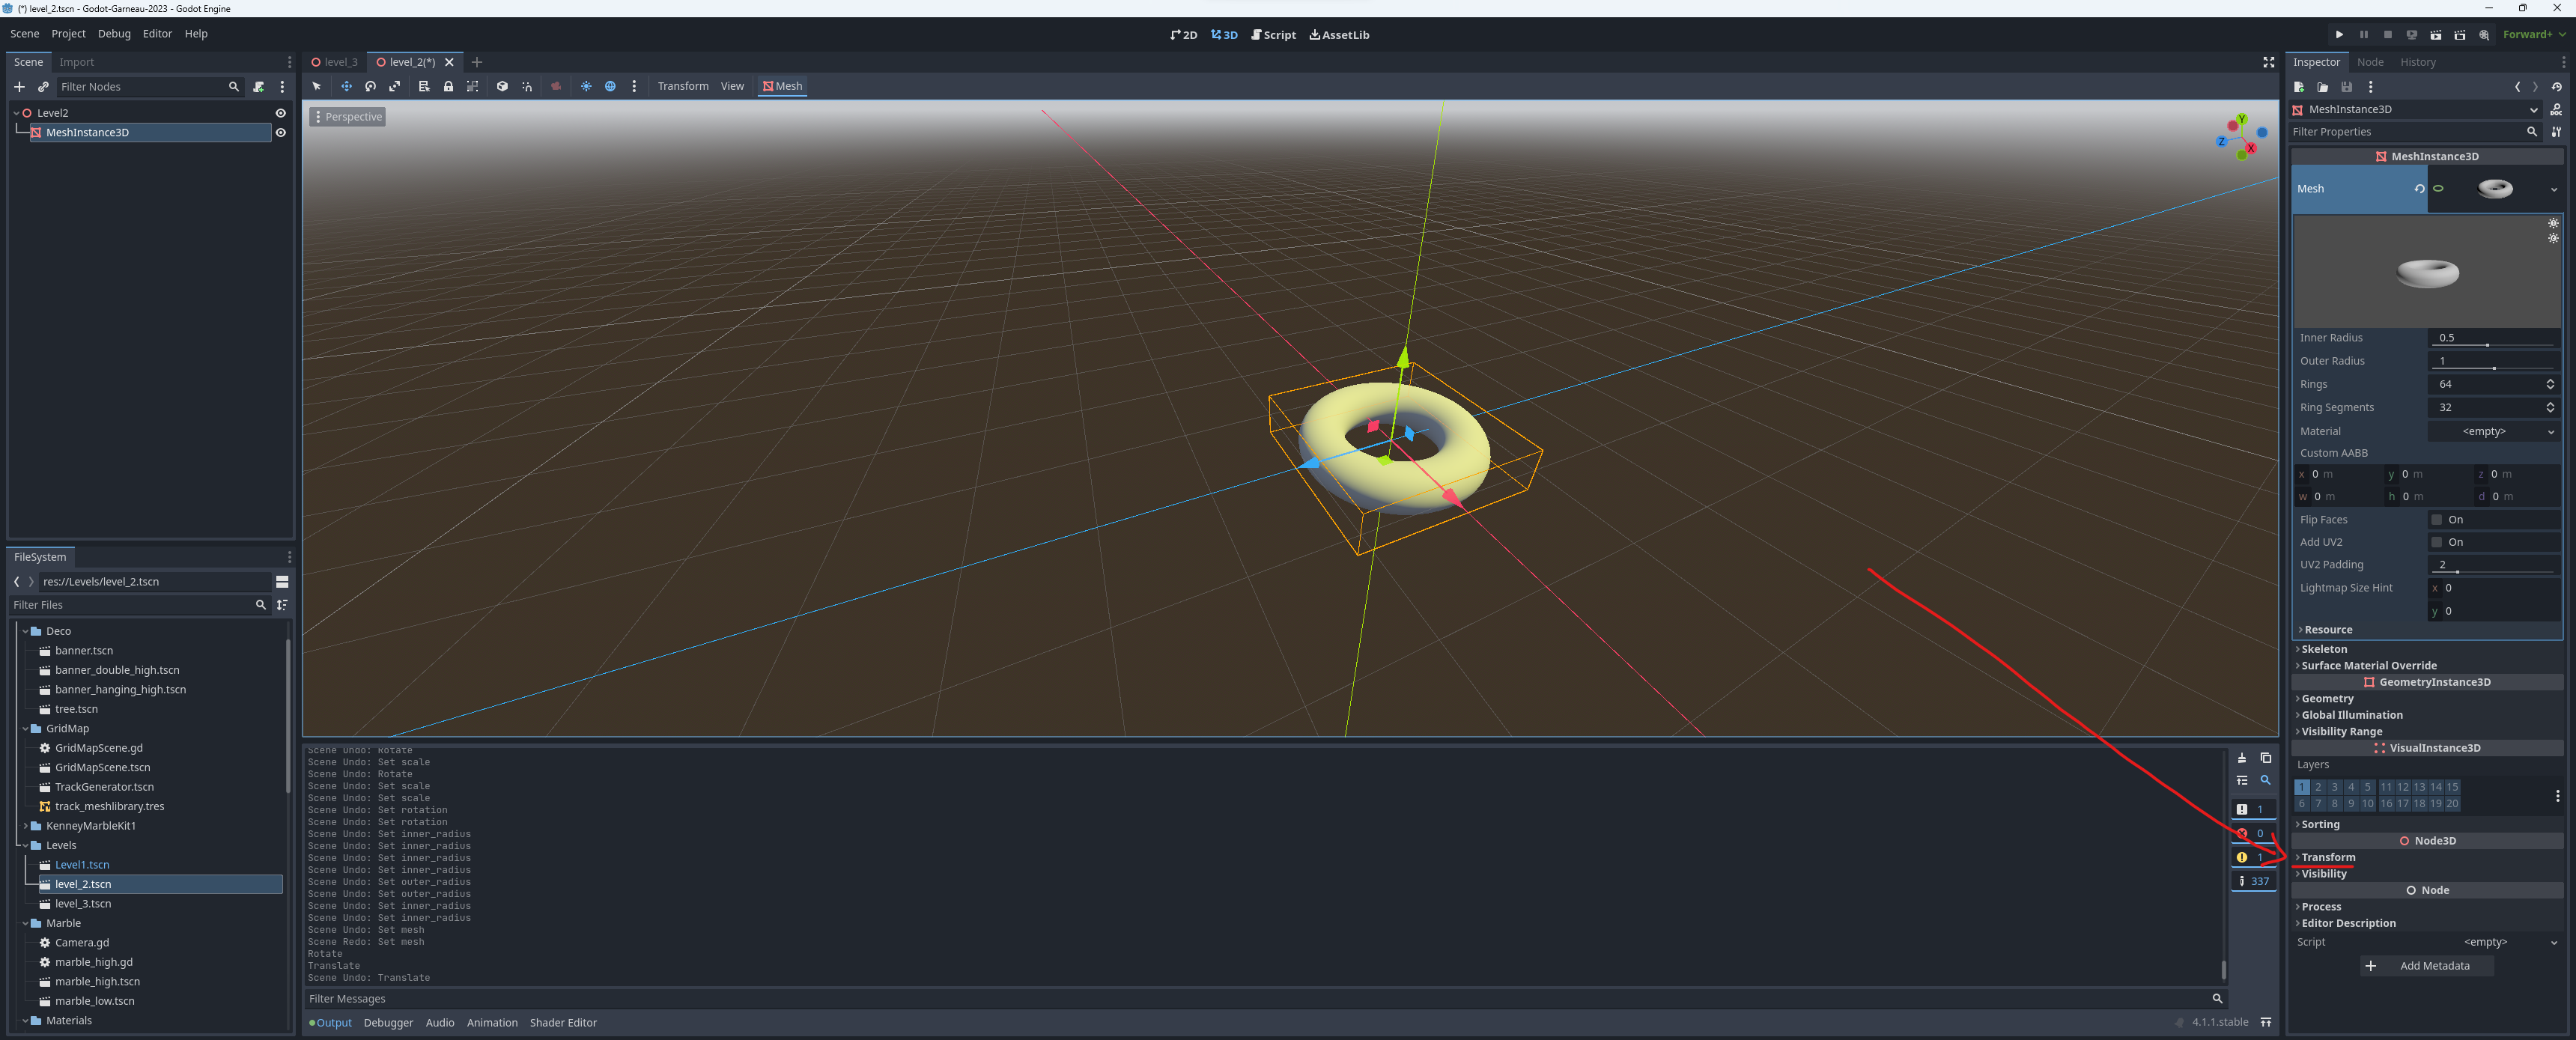 (*) level_2.tscn - Godot-Garneau-2023 - Godot Engine
Scene Project Debug Editor Help
2D 3D Script AssetLib
Forward+
Scene Import
Filter Nodes
Level2
MeshInstance3D
level_3 level_2(*)
Transform View Mesh
Perspective
Y
Z
X
FileSystem
res://Levels/level_2.tscn
Filter Files
Deco
banner.tscn
banner_double_high.tscn
banner_hanging_high.tscn
tree.tscn
GridMap
GridMapScene.gd
GridMapScene.tscn
TrackGenerator.tscn
track_meshlibrary.tres
KenneyMarbleKit1
Levels
Level1.tscn
level_2.tscn
level_3.tscn
Marble
Camera.gd
marble_high.gd
marble_high.tscn
marble_low.tscn
Materials
Scene Undo: Rotate
Scene Undo: Set scale
Scene Undo: Rotate
Scene Undo: Set scale
Scene Undo: Set scale
Scene Undo: Set rotation
Scene Undo: Set rotation
Scene Undo: Set inner_radius
Scene Undo: Set inner_radius
Scene Undo: Set inner_radius
Scene Undo: Set inner_radius
Scene Undo: Set outer_radius
Scene Undo: Set outer_radius
Scene Undo: Set inner_radius
Scene Undo: Set inner_radius
Scene Undo: Set mesh
Scene Redo: Set mesh
Rotate
Translate
Scene Undo: Translate
Filter Messages
1
0
1
337
Output Debugger Audio Animation Shader Editor
4.1.1.stable
Inspector Node History
MeshInstance3D
Filter Properties
MeshInstance3D
Mesh
Inner Radius 0.5
Outer Radius 1
Rings 64
Ring Segments 32
Material <empty>
Custom AABB
x 0 m y 0 m z 0 m
w 0 m h 0 m d 0 m
Flip Faces On
Add UV2 On
UV2 Padding 2
Lightmap Size Hint x 0
y 0
Resource
Skeleton
Surface Material Override
GeometryInstance3D
Geometry
Global Illumination
Visibility Range
VisualInstance3D
Layers
1 2 3 4 5 11 12 13 14 15
6 7 8 9 10 16 17 18 19 20
Sorting
Node3D
Transform
Visibility
Node
Process
Editor Description
Script <empty>
Add Metadata